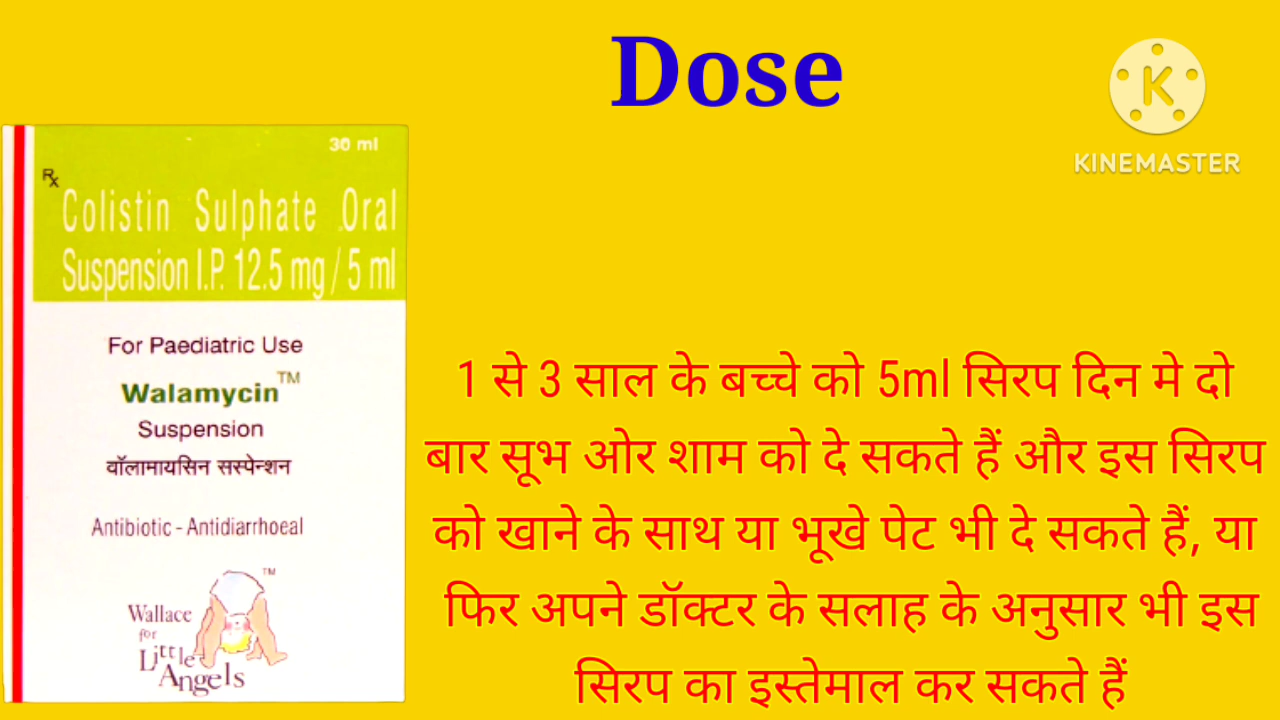 Dose
KINEMASTER
30 ml
Rx
Colistin Sulphate Oral
Suspension I.P. 12.5 mg / 5 ml
For Paediatric Use
Walamycin™
Suspension
वॉलामायसिन सस्पेन्शन
Antibiotic - Antidiarrhoeal
TM
Wallace
for
Little
Angels
1 से 3 साल के बच्चे को 5ml सिरप दिन मे दो
बार सूभ ओर शाम को दे सकते हैं और इस सिरप
को खाने के साथ या भूखे पेट भी दे सकते हैं, या
फिर अपने डॉक्टर के सलाह के अनुसार भी इस
सिरप का इस्तेमाल कर सकते हैं